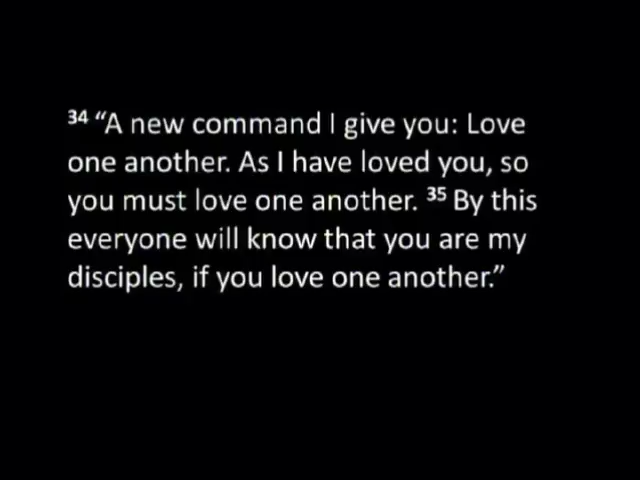 34 “A new command I give you: Love
one another. As I have loved you, so
you must love one another. 35 By this
everyone will know that you are my
disciples, if you love one another.”